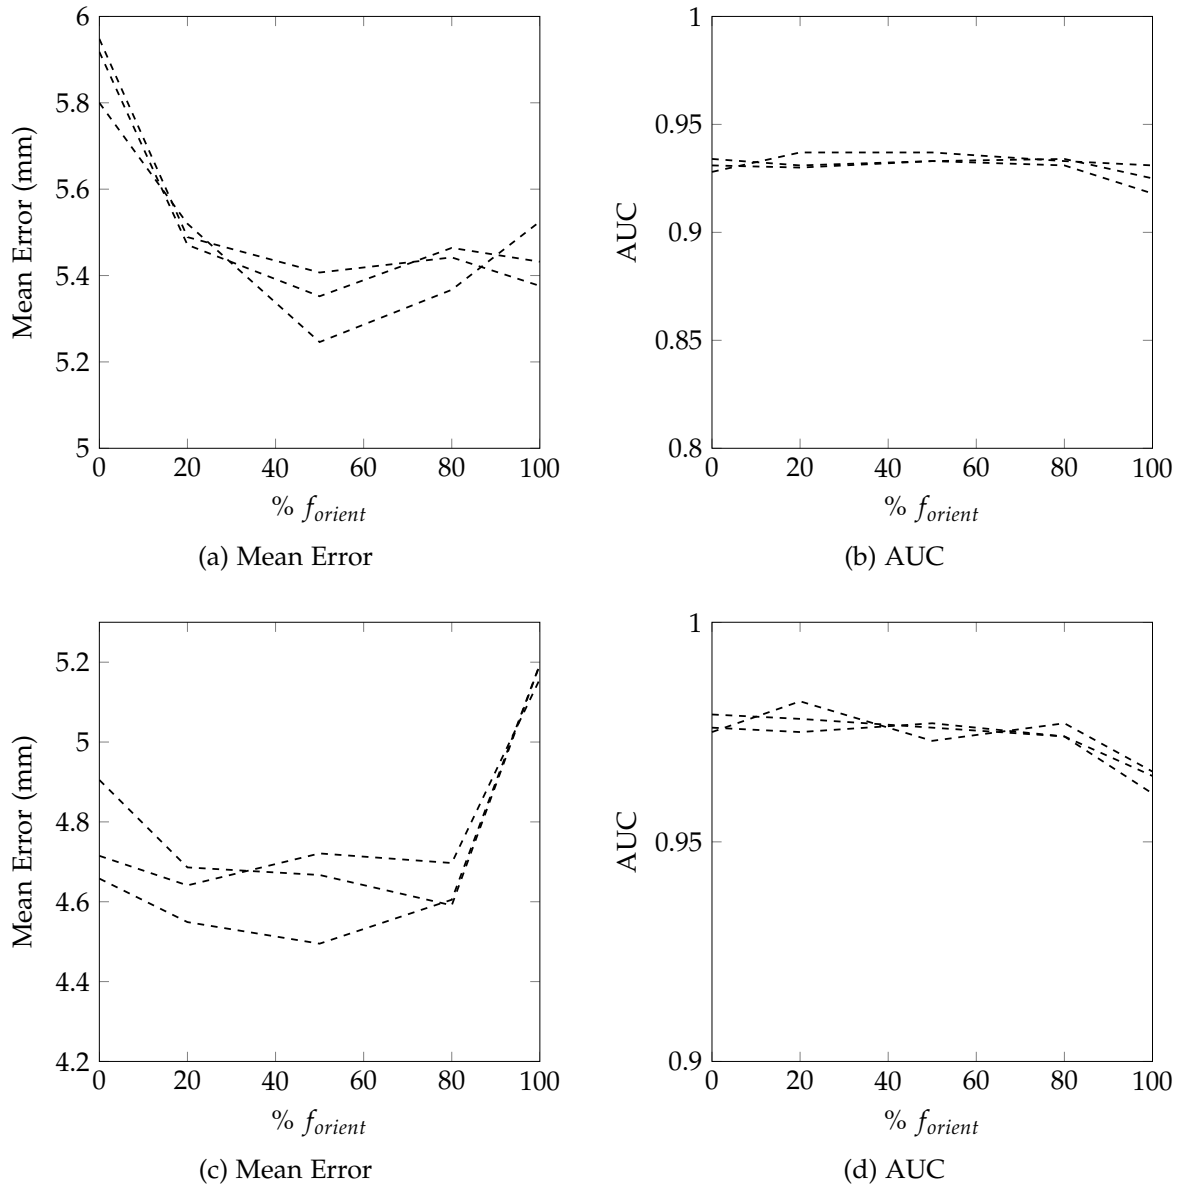 6
5.8
5.6
5.4
5.2
5
0 20 40 60 80 100
Mean Error (mm)
% f_orient
(a) Mean Error
1
0.95
0.9
0.85
0.8
0 20 40 60 80 100
AUC
% f_orient
(b) AUC
5.2
5
4.8
4.6
4.4
4.2
0 20 40 60 80 100
Mean Error (mm)
% f_orient
(c) Mean Error
1
0.95
0.9
0 20 40 60 80 100
AUC
% f_orient
(d) AUC